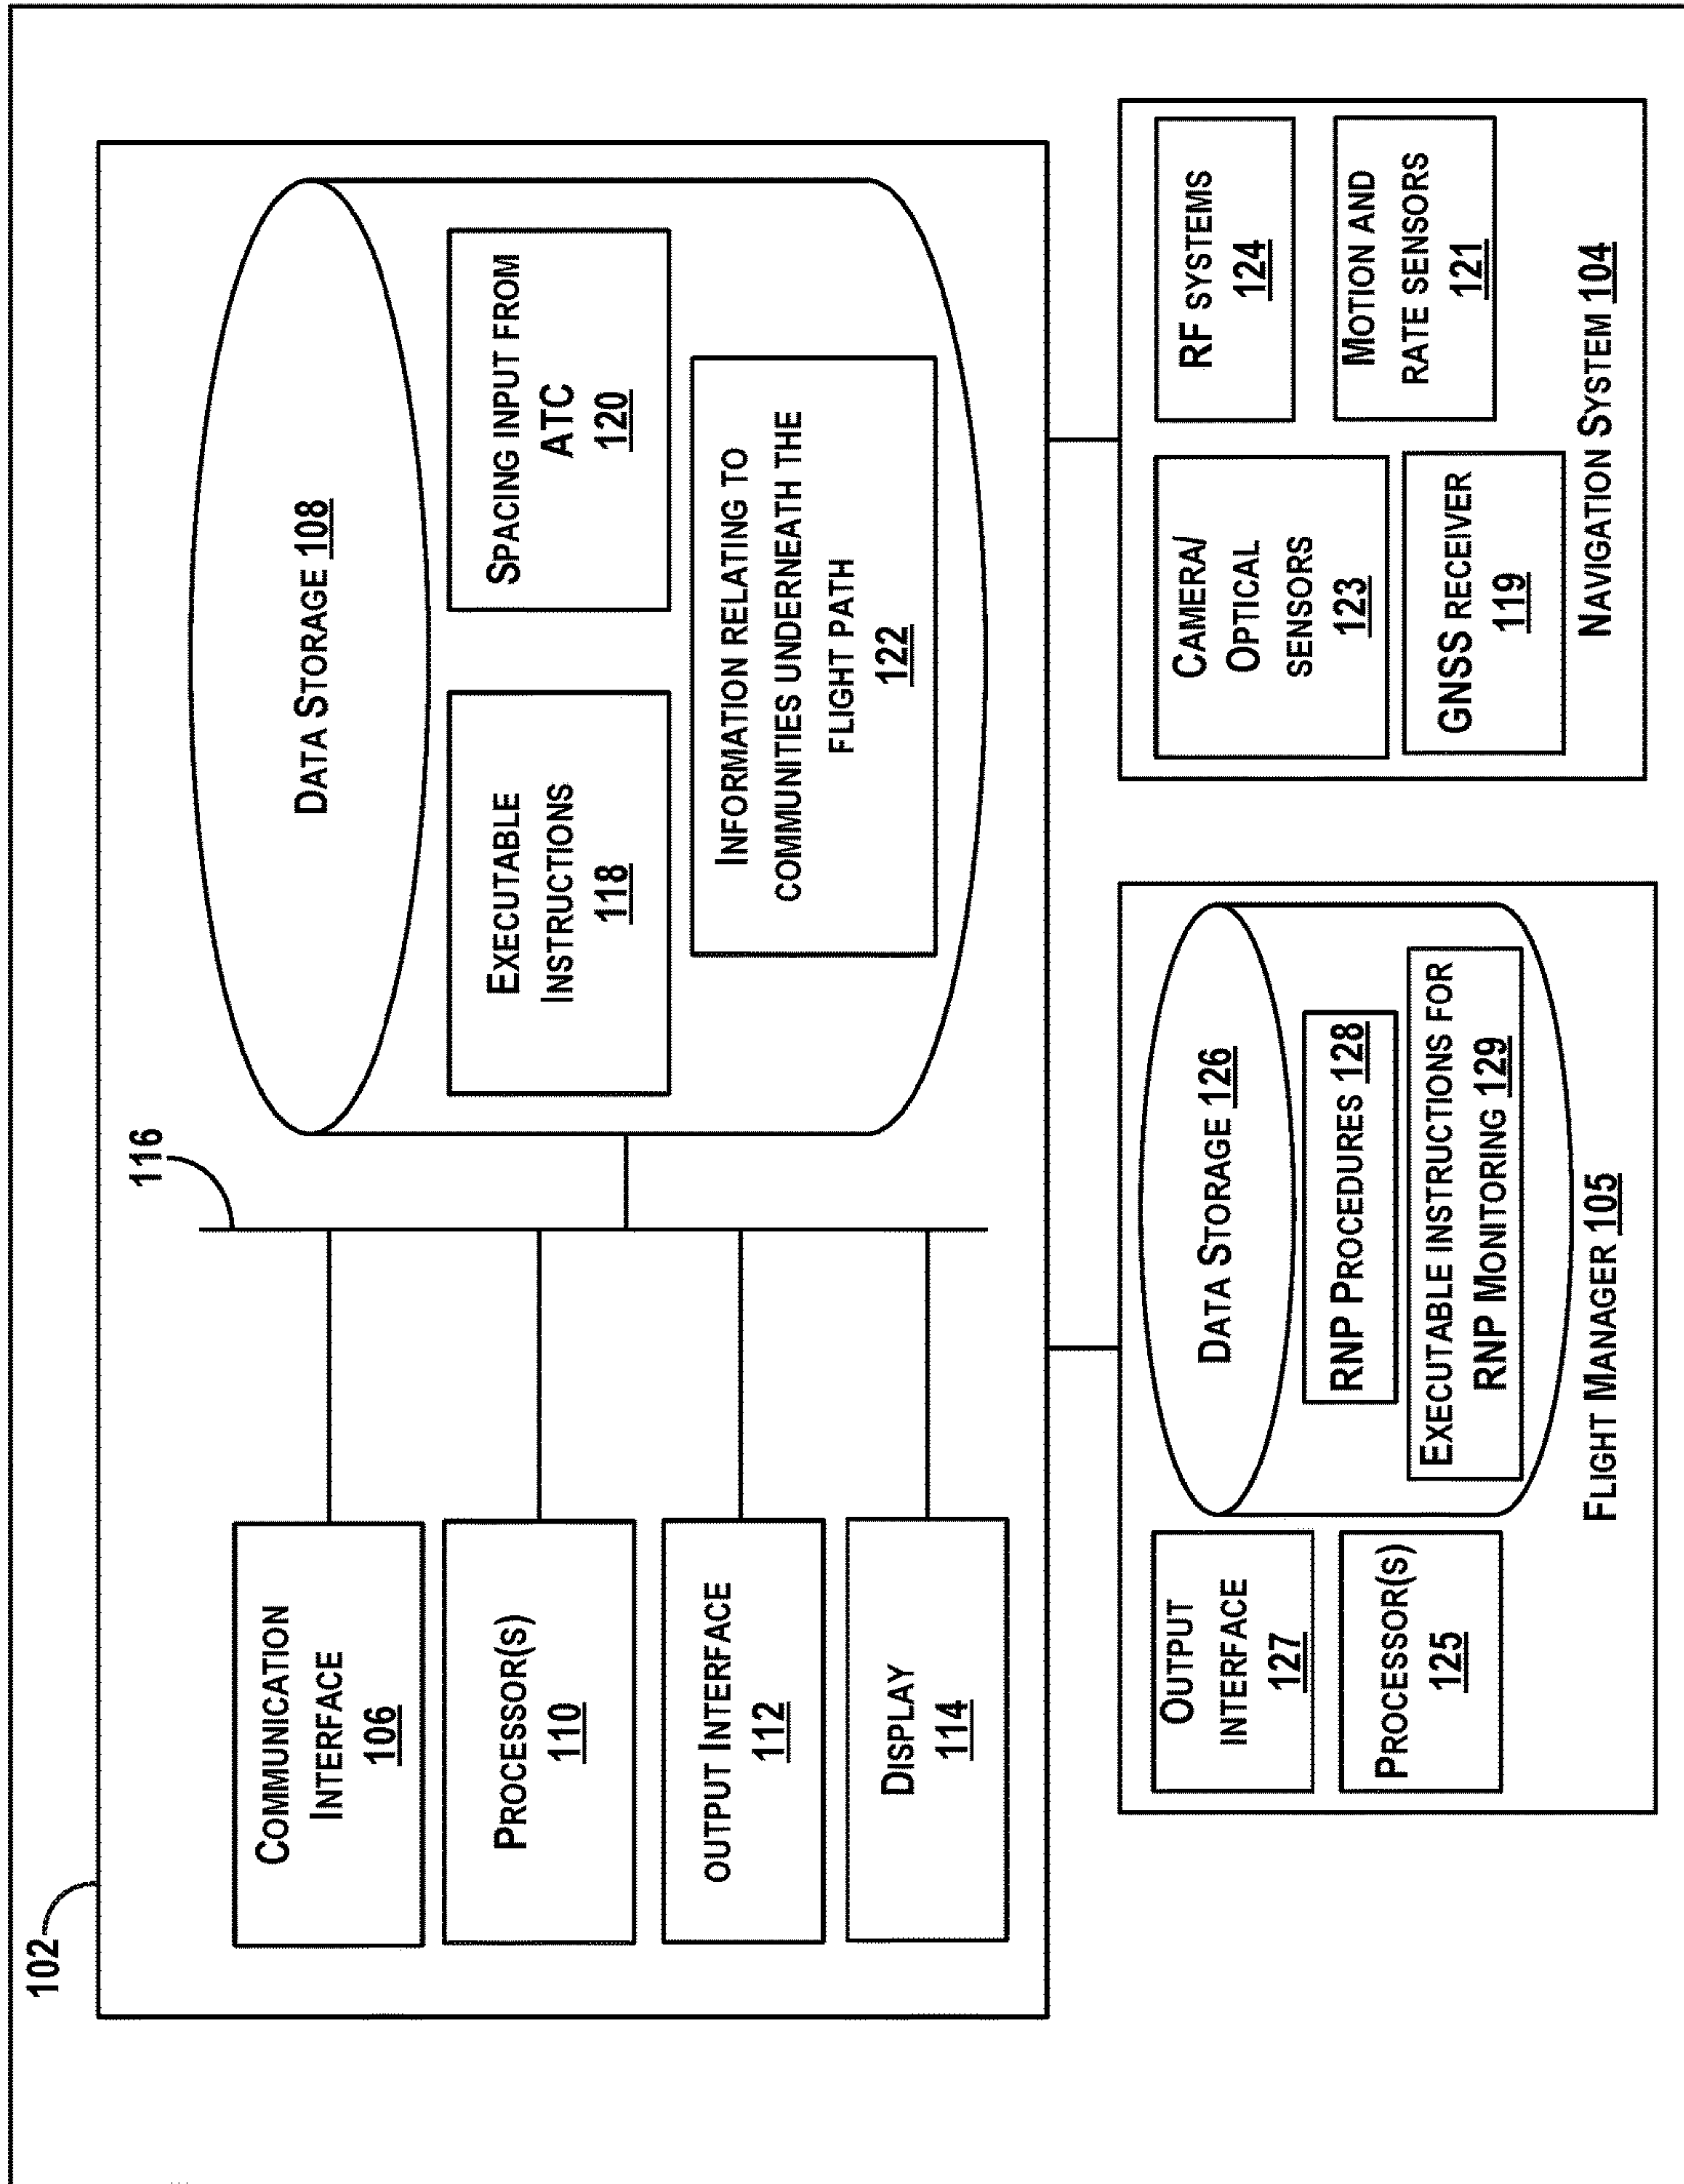 102
116
COMMUNICATION
INTERFACE
106
PROCESSOR(S)
110
OUTPUT INTERFACE
112
DISPLAY
114
DATA STORAGE 108
EXECUTABLE
INSTRUCTIONS
118
SPACING INPUT FROM
ATC
120
INFORMATION RELATING TO
COMMUNITIES UNDERNEATH THE
FLIGHT PATH
122
OUTPUT
INTERFACE
127
PROCESSOR(S)
125
DATA STORAGE 126
RNP PROCEDURES 128
EXECUTABLE INSTRUCTIONS FOR
RNP MONITORING 129
FLIGHT MANAGER 105
CAMERA/
OPTICAL
SENSORS
123
RF SYSTEMS
124
GNSS RECEIVER
119
MOTION AND
RATE SENSORS
121
NAVIGATION SYSTEM 104